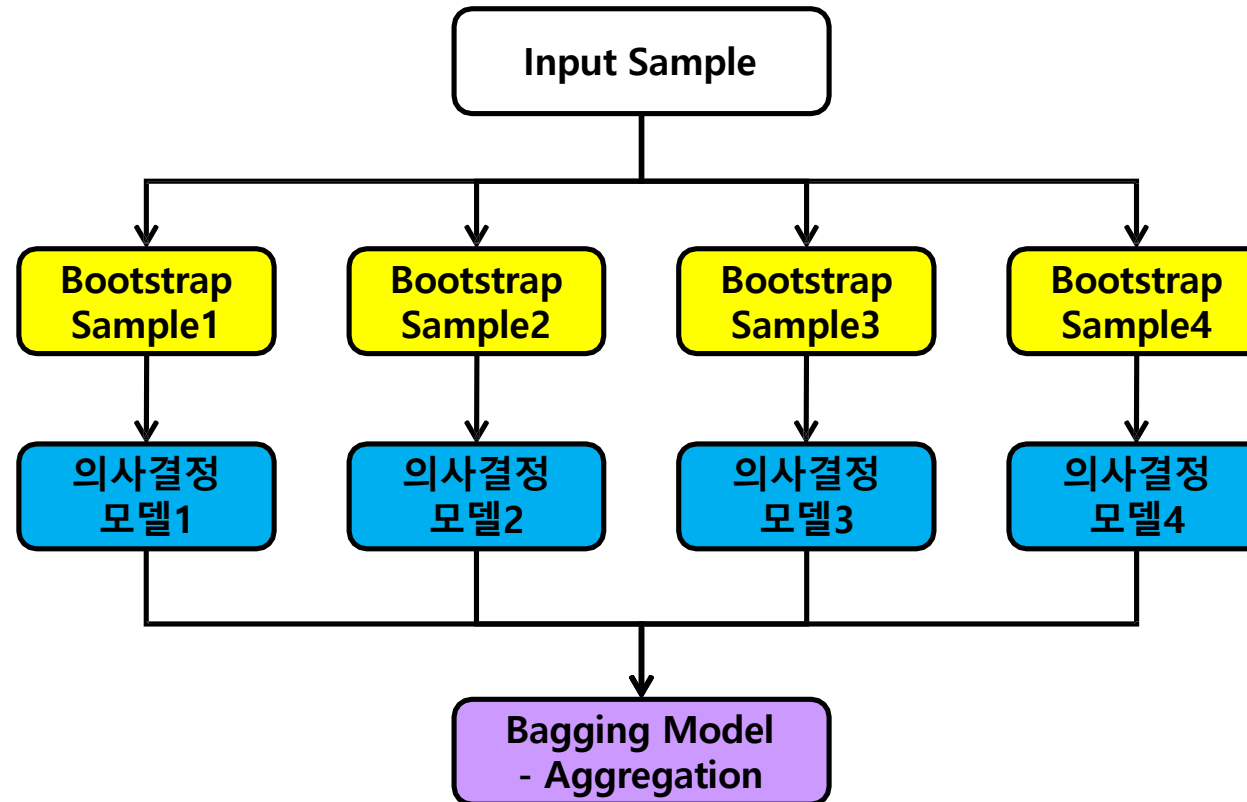 Input Sample
Bootstrap
Sample1
Bootstrap
Sample2
Bootstrap
Sample3
Bootstrap
Sample4
의사결정
모델1
의사결정
모델2
의사결정
모델3
의사결정
모델4
Bagging Model
- Aggregation